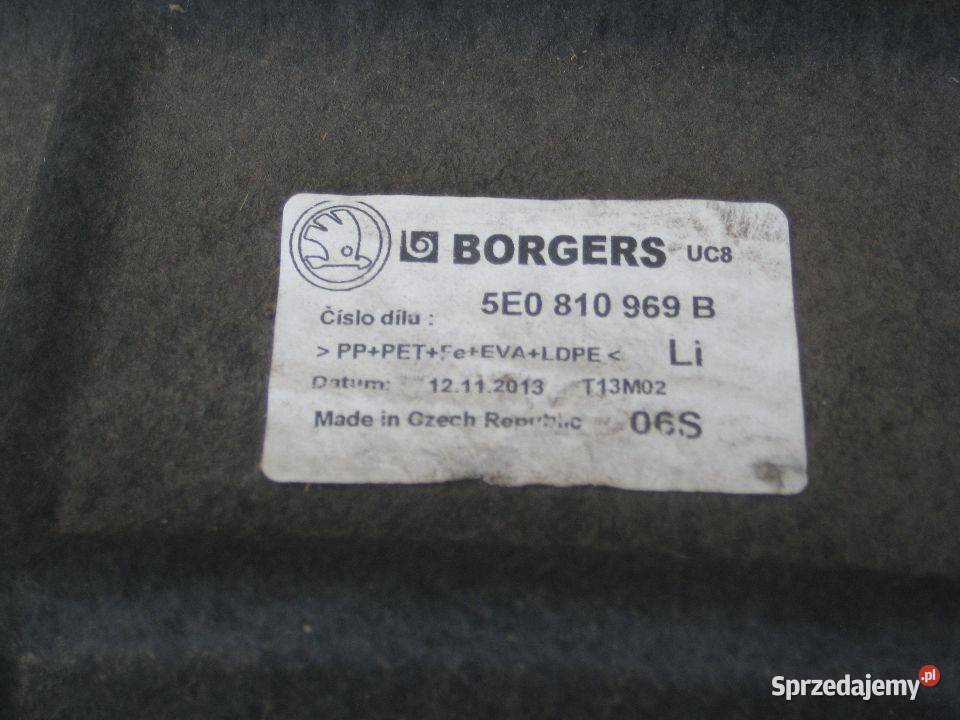 BORGERS UC8
Číslo dílu : 5E0 810 969 B
> PP+PET+Fe+EVA+LDPE < Li
Datum: 12.11.2013 T13M02
Made in Czech Republic 06S
Sprzedajemy.pl